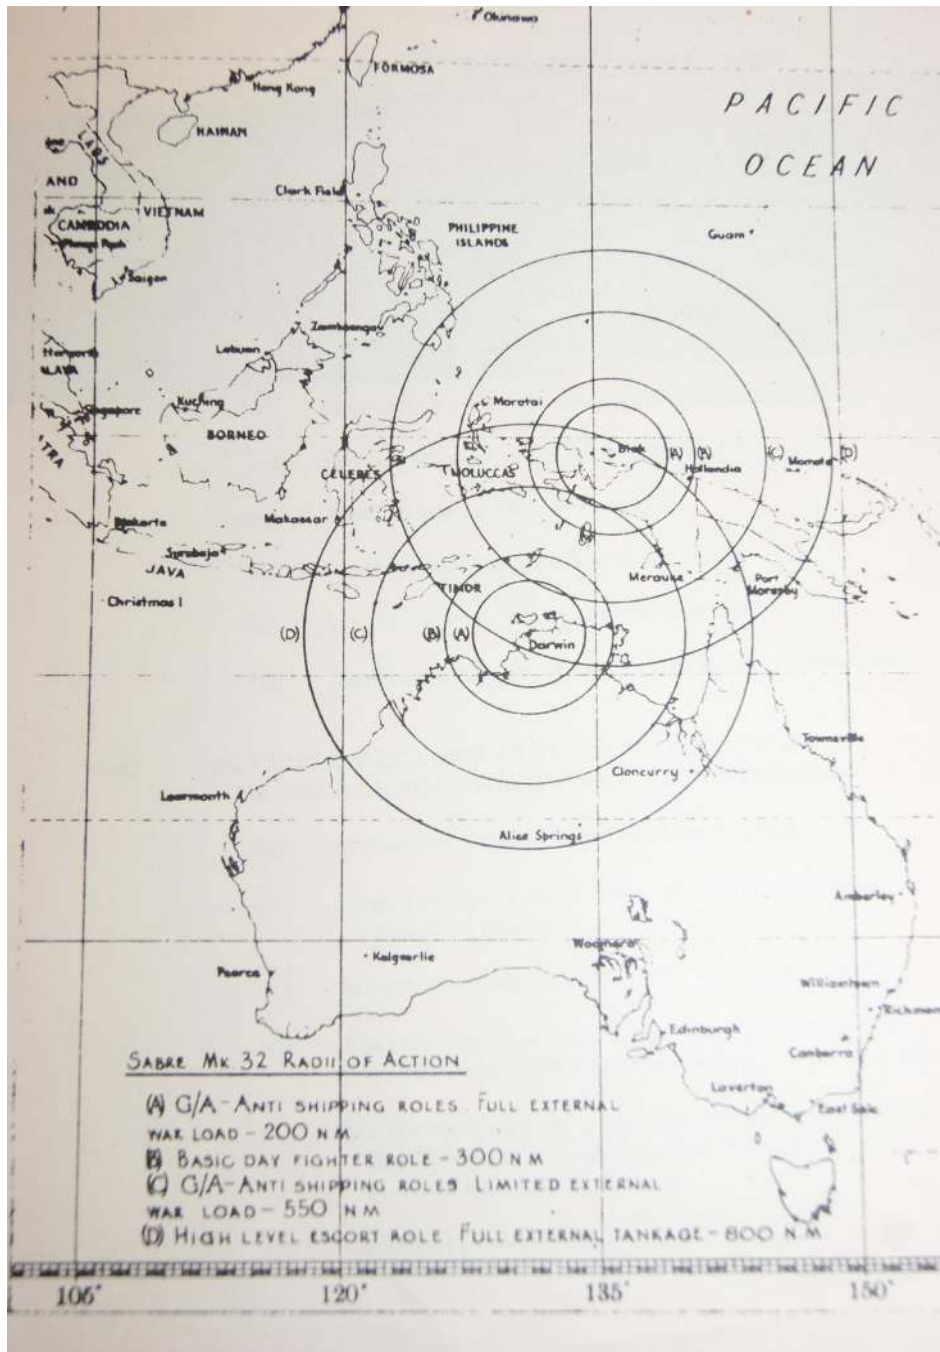 Okinawa
FORMOSA
Hong Kong
HAINAN
PACIFIC
OCEAN
LAOS
AND
Clark Field
VIETNAM
CAMBODIA
PHILIPPINE
ISLANDS
Guam
Saigon
Zamboanga
Labuan
Kuching
Singapore
BORNEO
Morotai
Biak
(A) (B) (C) (D)
Hollandia
Momote
CELEBES
MOLUCCAS
Makassar
Surabaja
JAVA
Christmas I
TIMOR
Merauke
Port
Moresby
(D) (C) (B) (A)
Darwin
Townsville
Cloncurry
Learmonth
Alice Springs
Amberley
Woomera
Kalgoorlie
Pearce
Williamtown
Richmon
Edinburgh
Canberra
Laverton
East Sale
SABRE MK 32 RADII OF ACTION
(A) G/A-ANTI SHIPPING ROLES. FULL EXTERNAL
WAR LOAD - 200 N M.
(B) BASIC DAY FIGHTER ROLE - 300 N M
(C) G/A-ANTI SHIPPING ROLES LIMITED EXTERNAL
WAR LOAD - 550 N M
(D) HIGH LEVEL ESCORT ROLE FULL EXTERNAL TANKAGE - 800 N.M
105° 120° 135° 150°